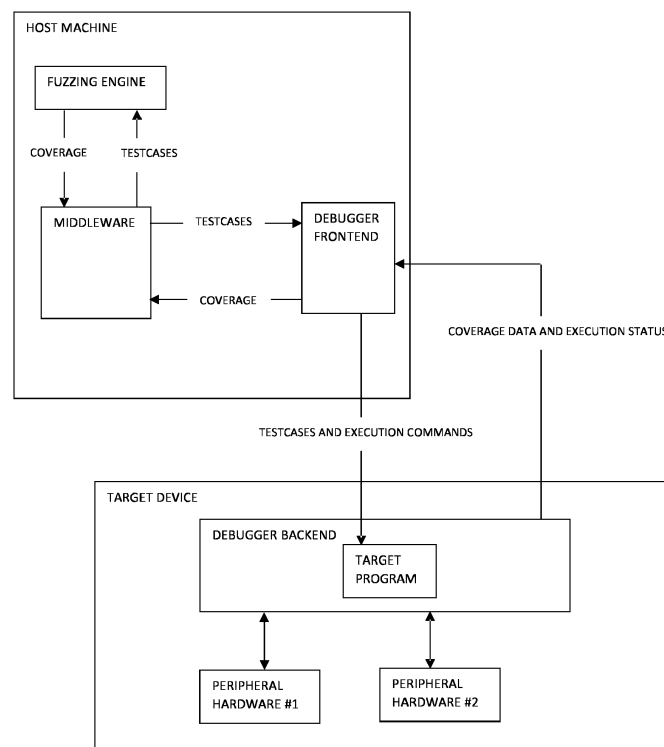 HOST MACHINE
FUZZING ENGINE
COVERAGE
TESTCASES
MIDDLEWARE
TESTCASES
DEBUGGER
FRONTEND
COVERAGE
COVERAGE DATA AND EXECUTION STATUS
TESTCASES AND EXECUTION COMMANDS
TARGET DEVICE
DEBUGGER BACKEND
TARGET
PROGRAM
PERIPHERAL
HARDWARE #1
PERIPHERAL
HARDWARE #2